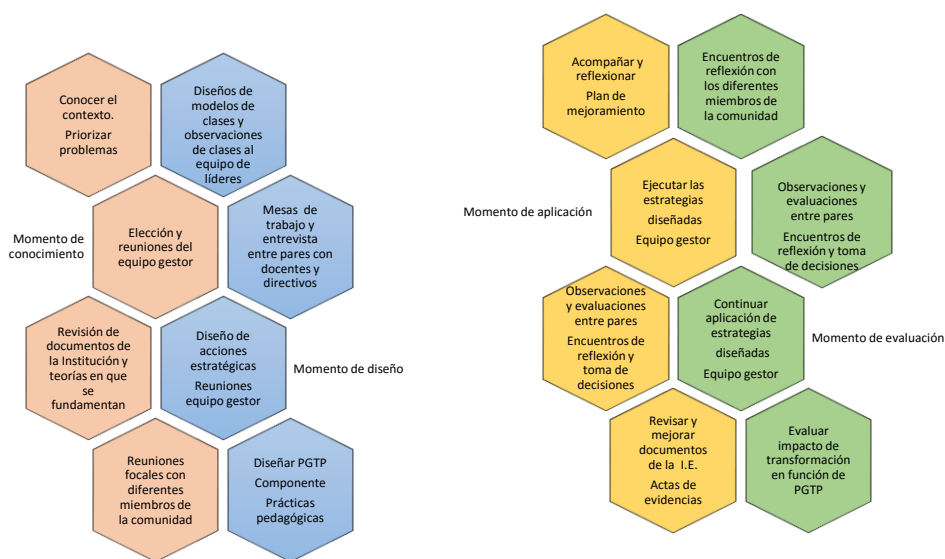 Conocer el
contexto.
Priorizar
problemas
Diseños de
modelos de
clases y
observaciones
de clases al
equipo de
líderes
Momento de
conocimiento
Elección y
reuniones del
equipo gestor
Mesas de
trabajo y
entrevista
entre pares con
docentes y
directivos
Revisión de
documentos de
la Institución y
teorías en que
se
fundamentan
Diseño de
acciones
estratégicas
Reuniones
equipo gestor
Momento de diseño
Reuniones
focales con
diferentes
miembros de
la comunidad
Diseñar PGTP
Componente
Prácticas
pedagógicas
Acompañar y
reflexionar
Plan de
mejoramiento
Encuentros de
reflexión con
los diferentes
miembros de
la comunidad
Momento de aplicación
Ejecutar las
estrategias
diseñadas
Equipo gestor
Observaciones y
evaluaciones
entre pares
Encuentros de
reflexión y toma
de decisiones
Observaciones
y evaluaciones
entre pares
Encuentros de
reflexión y
toma de
decisiones
Continuar
aplicación de
estrategias
diseñadas
Equipo gestor
Momento de evaluación
Revisar y
mejorar
documentos
de la I.E.
Actas de
evidencias
Evaluar
impacto de
transformación
en función de
PGTP